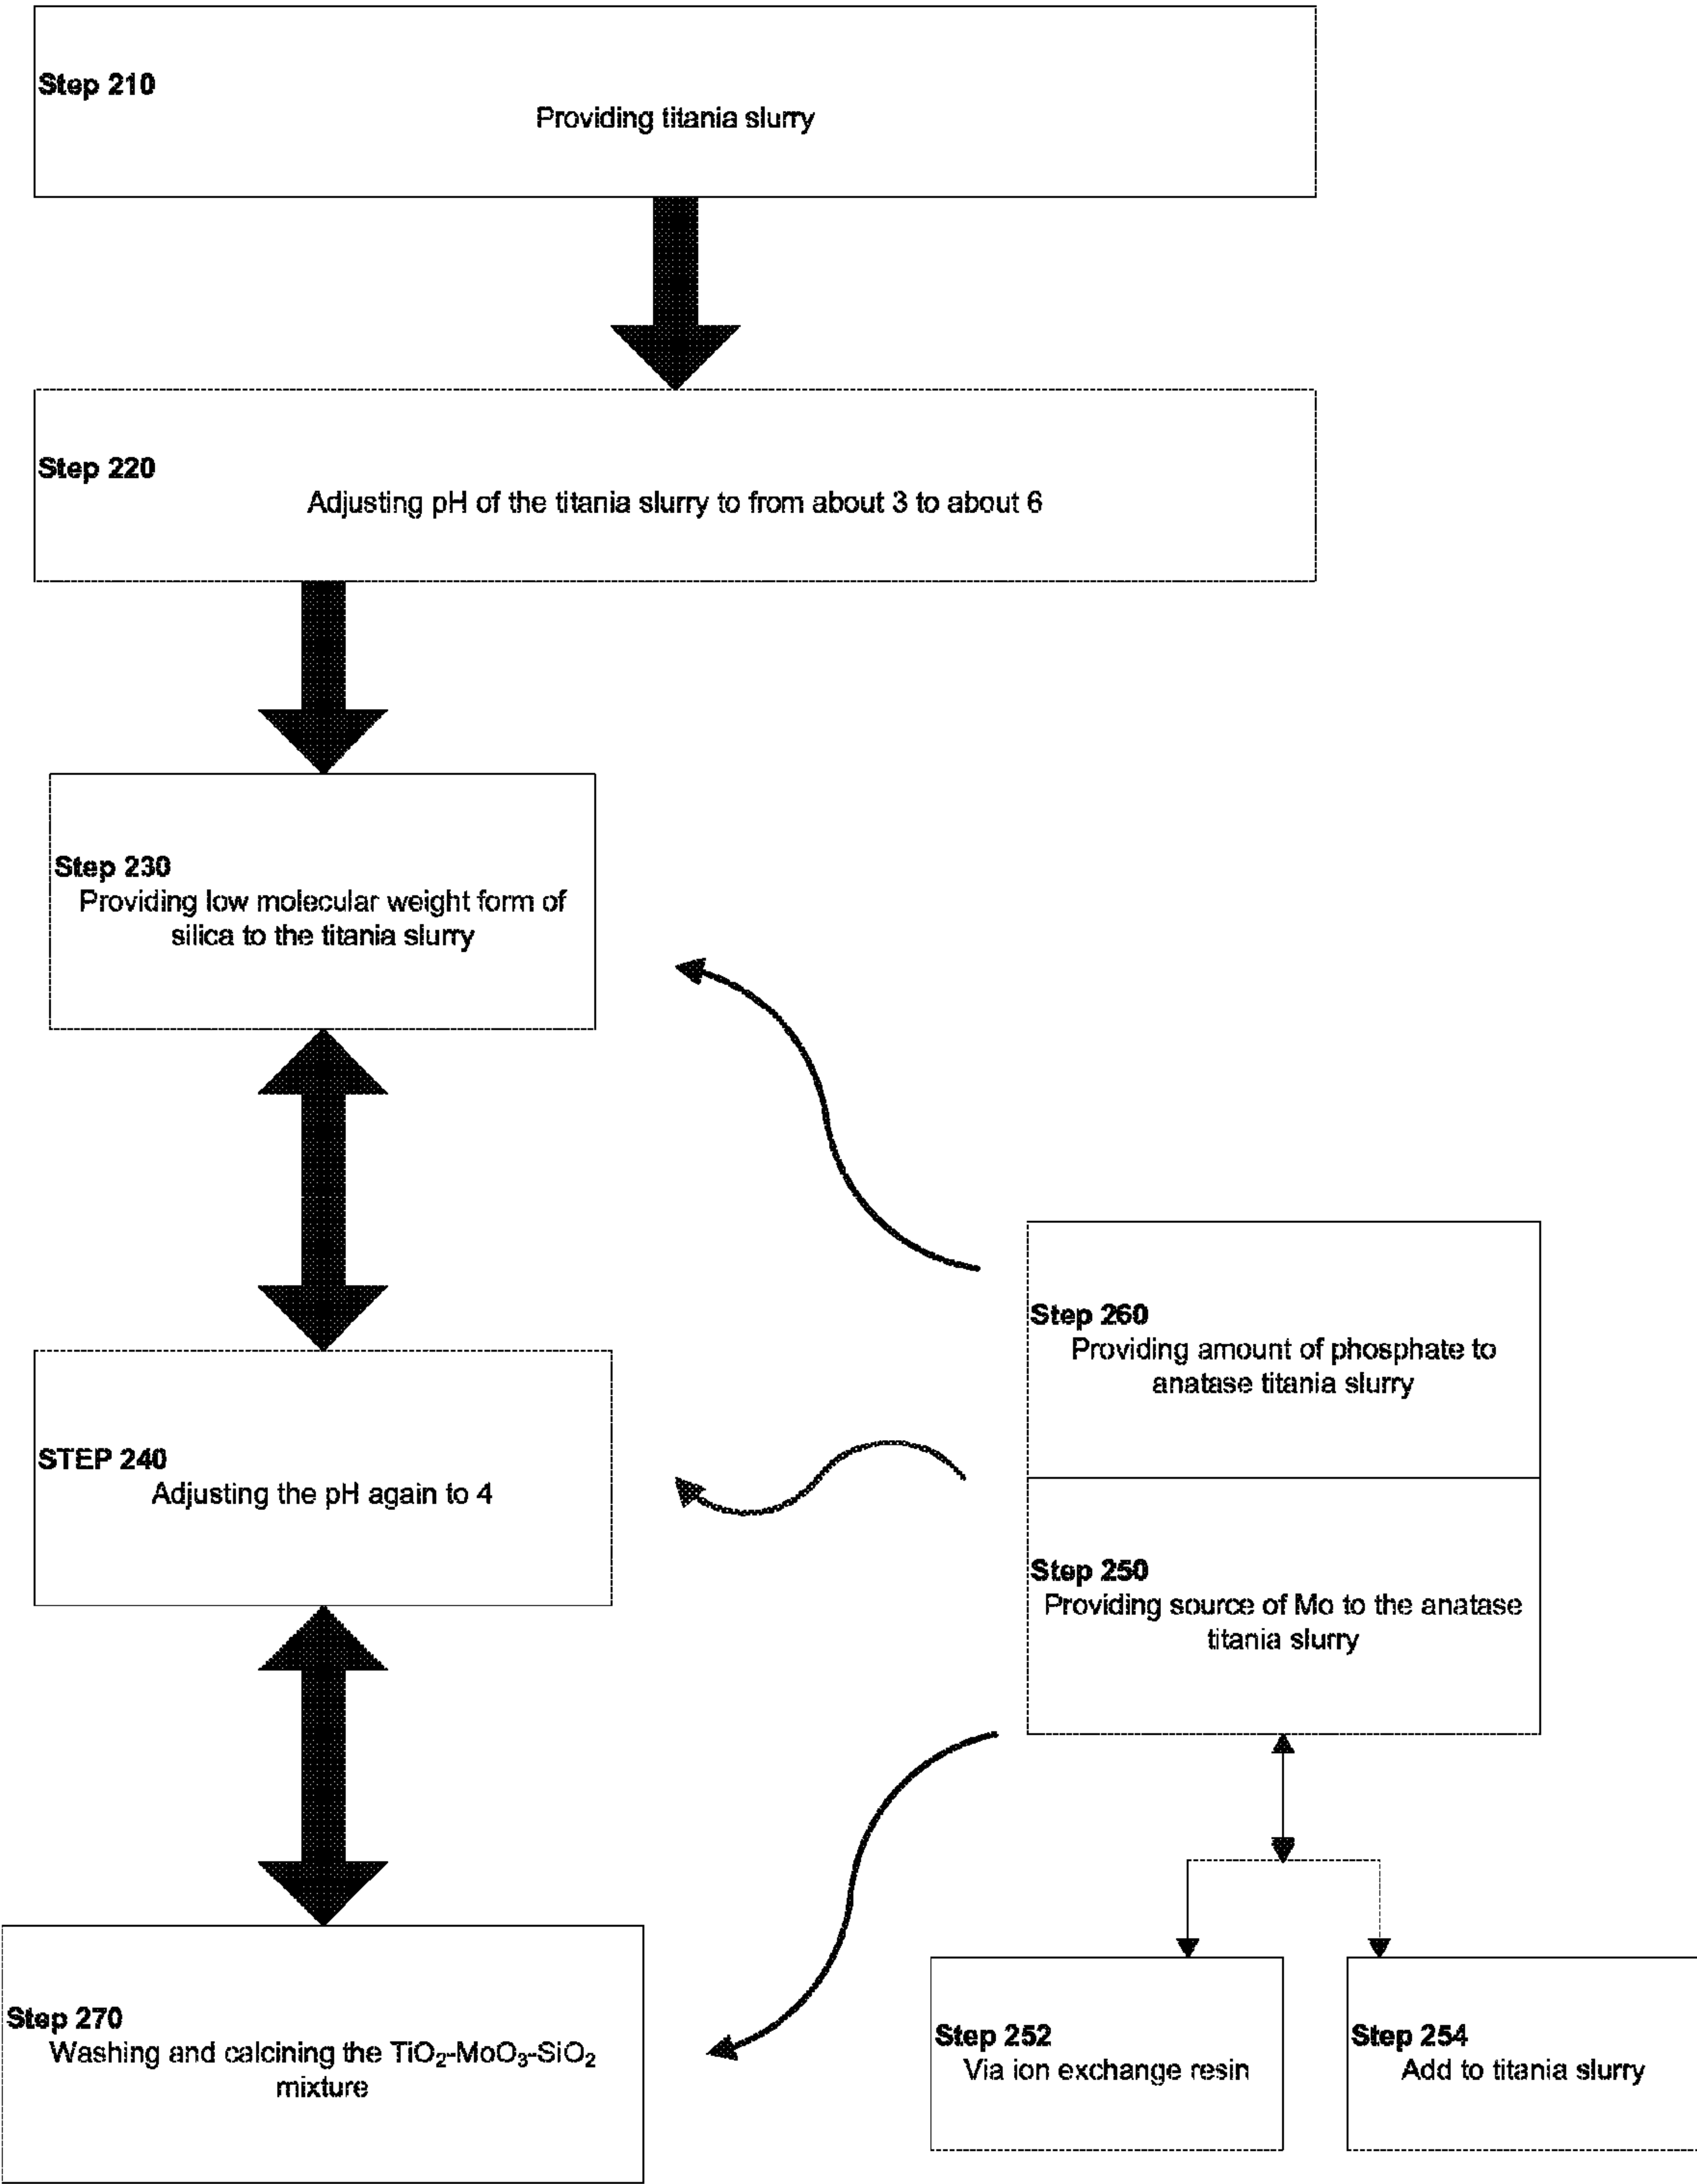 Step 210
Providing titania slurry
Step 220
Adjusting pH of the titania slurry to from about 3 to about 6
Step 230
Providing low molecular weight form of
silica to the titania slurry
Step 260
Providing amount of phosphate to
anatase titania slurry
STEP 240
Adjusting the pH again to 4
Step 250
Providing source of Mo to the anatase
titania slurry
Step 270
Washing and calcining the TiO₂-MoO₃-SiO₂
mixture
Step 252
Via ion exchange resin
Step 254
Add to titania slurry